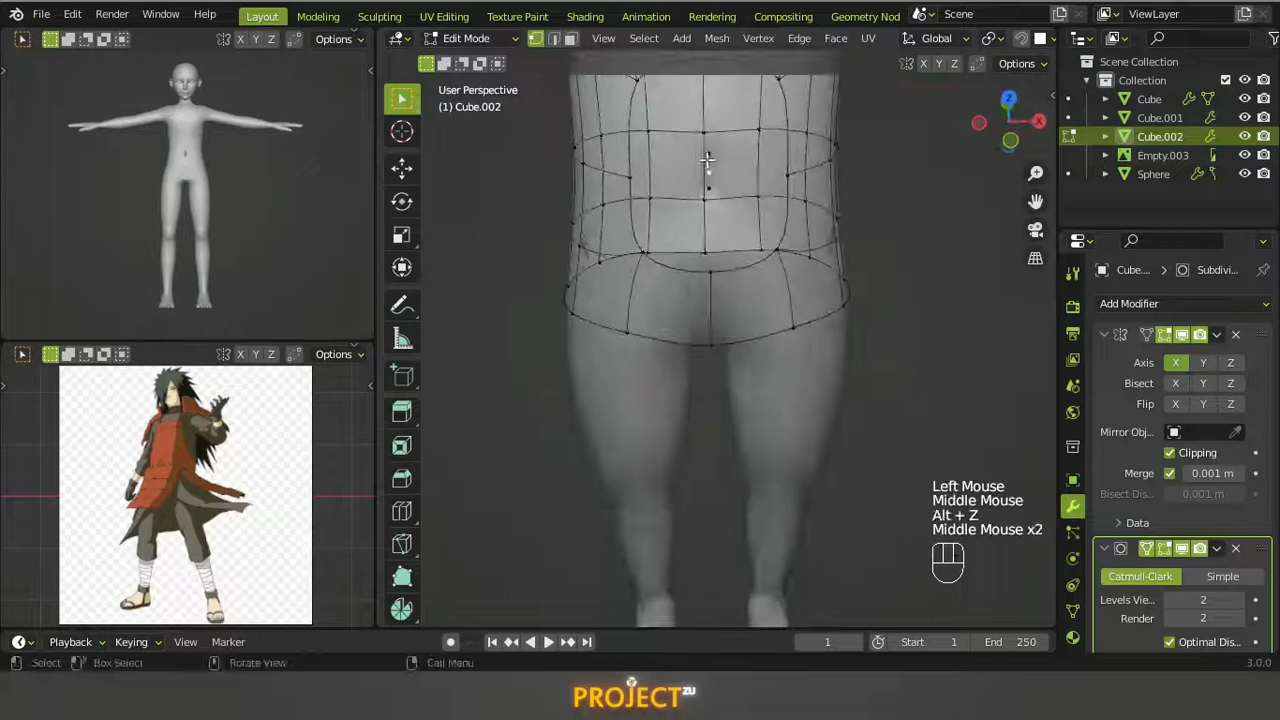 File Edit Render Window Help Layout Modeling Sculpting UV Editing Texture Paint Shading Animation Rendering Compositing Geometry Nod Scene ViewLayer
X Y Z Options
Edit Mode View Select Add Mesh Vertex Edge Face UV Global
X Y Z Options
User Perspective
(1) Cube.002
Z
X
Scene Collection
Collection
Cube
Cube.001
Cube.002
Empty.003
Sphere
Cube.... Subdivi...
Add Modifier
Axis X Y Z
Bisect X Y Z
Flip X Y Z
Mirror Obj...
Clipping
Merge 0.001 m
Bisect Dis... 0.001 m
Data
Catmull-Clark Simple
Levels Vie... 2
Render 2
Optimal Dis...
X Y Z Options
Left Mouse
Middle Mouse
Alt + Z
Middle Mouse x2
Playback Keying View Marker 1 Start 1 End 250
Select Box Select Rotate View Call Menu 3.0.0
PROJECT ZU